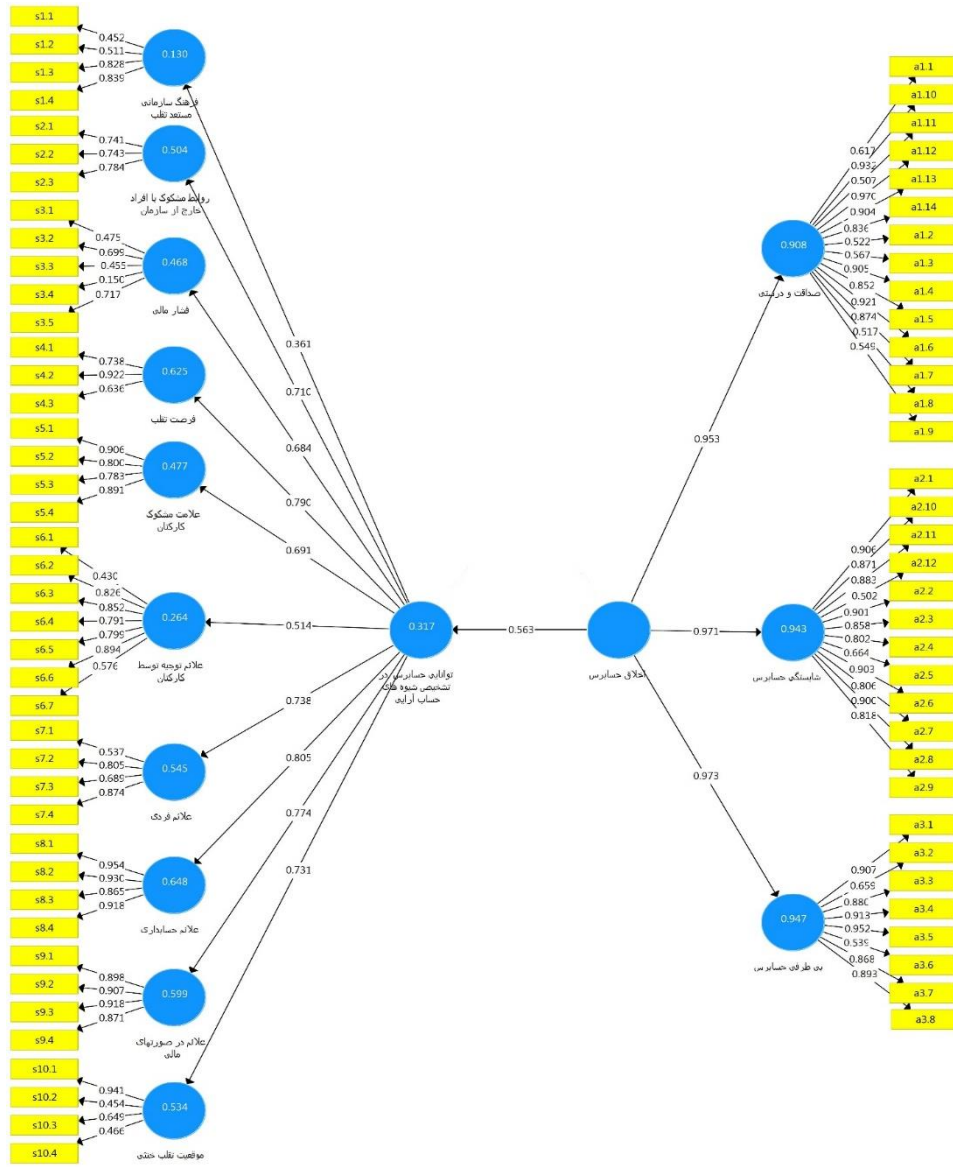 s1.1
s1.2
s1.3
s1.4
0.452
0.511
0.828
0.839
0.130
فرهنگ سازمانی
مستعد تقلب
s2.1
s2.2
s2.3
0.741
0.743
0.784
0.504
روابط مشکوک با افراد
خارج از سازمان
s3.1
s3.2
s3.3
s3.4
s3.5
0.475
0.699
0.455
0.150
0.717
0.468
فشار مالی
s4.1
s4.2
s4.3
0.738
0.922
0.636
0.625
فرصت تقلب
s5.1
s5.2
s5.3
s5.4
0.906
0.800
0.783
0.891
0.477
علامت مشکوک
کارکنان
s6.1
s6.2
s6.3
s6.4
s6.5
s6.6
s6.7
0.430
0.826
0.852
0.791
0.799
0.894
0.576
0.264
علائم توجیه توسط
کارکنان
s7.1
s7.2
s7.3
s7.4
0.537
0.805
0.689
0.874
0.545
علائم فردی
s8.1
s8.2
s8.3
s8.4
0.954
0.930
0.865
0.918
0.648
علائم حسابداری
s9.1
s9.2
s9.3
s9.4
0.898
0.907
0.918
0.871
0.599
علائم در صورتهای
مالی
s10.1
s10.2
s10.3
s10.4
0.941
0.454
0.649
0.466
0.534
موقعیت تقلب خنثی
0.361
0.710
0.684
0.790
0.691
0.514
0.738
0.805
0.774
0.731
0.317
توانایی حسابرس در
تشخیص شیوه های
حساب آرایی
0.563
اخلاق حسابرس
0.953
0.971
0.973
0.908
صداقت و درستی
0.617
0.932
0.507
0.970
0.904
0.836
0.522
0.567
0.905
0.852
0.921
0.874
0.517
0.549
a1.1
a1.10
a1.11
a1.12
a1.13
a1.14
a1.2
a1.3
a1.4
a1.5
a1.6
a1.7
a1.8
a1.9
0.943
شایستگی حسابرس
0.906
0.871
0.883
0.502
0.901
0.858
0.802
0.664
0.903
0.806
0.900
0.818
a2.1
a2.10
a2.11
a2.12
a2.2
a2.3
a2.4
a2.5
a2.6
a2.7
a2.8
a2.9
0.947
بی طرفی حسابرس
0.907
0.659
0.880
0.913
0.952
0.539
0.868
0.893
a3.1
a3.2
a3.3
a3.4
a3.5
a3.6
a3.7
a3.8